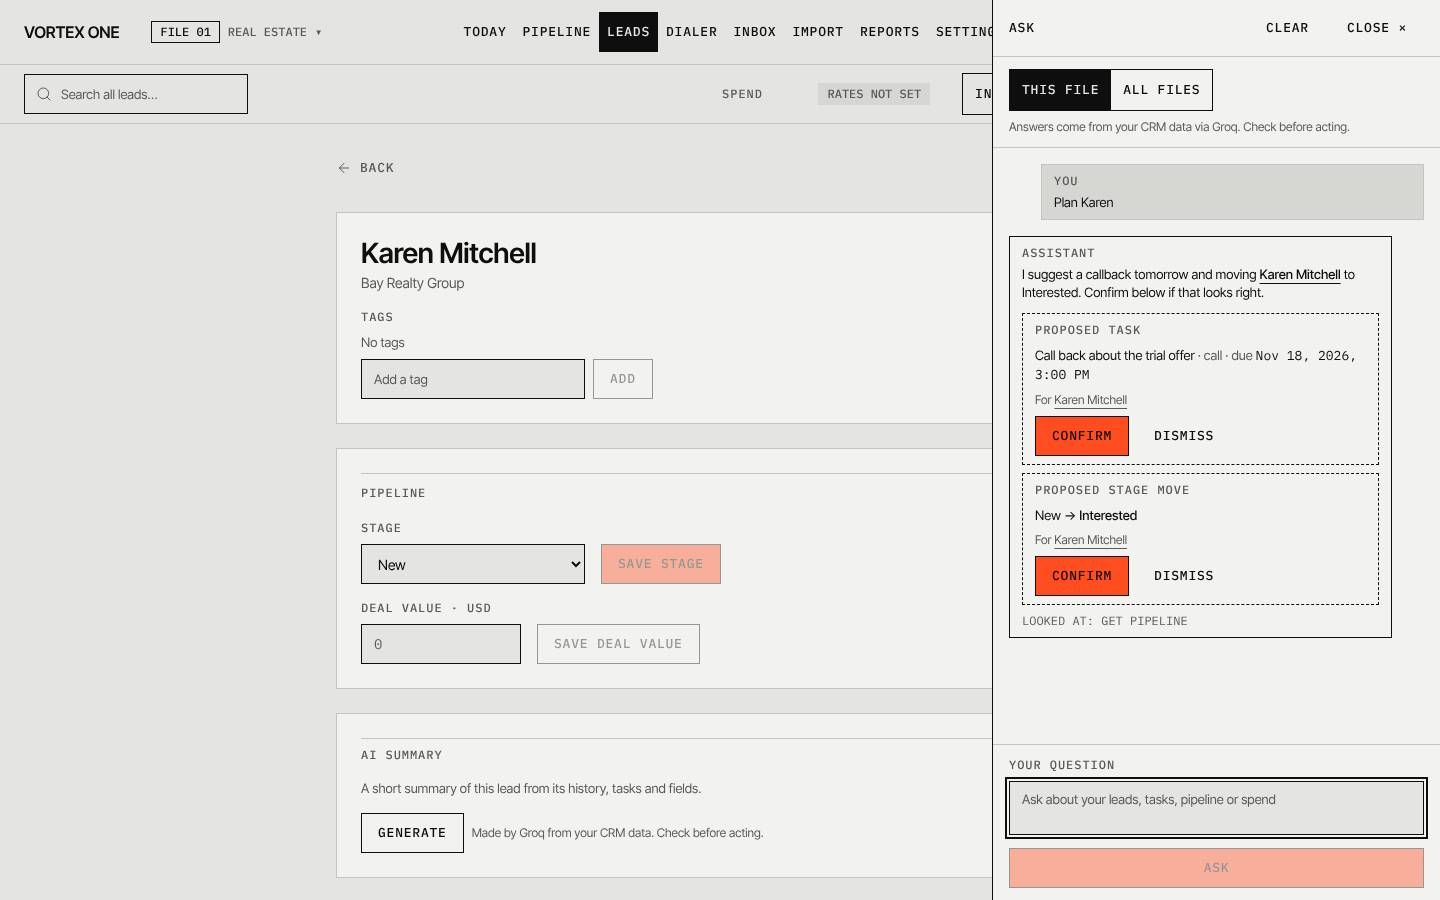 VORTEX ONE
FILE 01
REAL ESTATE ▾
TODAY
PIPELINE
LEADS
DIALER
INBOX
IMPORT
REPORTS
SETTING
Search all leads...
SPEND
RATES NOT SET
IN
← BACK
Karen Mitchell
Bay Realty Group
TAGS
No tags
Add a tag
ADD
PIPELINE
STAGE
New
SAVE STAGE
DEAL VALUE · USD
0
SAVE DEAL VALUE
AI SUMMARY
A short summary of this lead from its history, tasks and fields.
GENERATE
Made by Groq from your CRM data. Check before acting.
ASK
CLEAR
CLOSE ×
THIS FILE
ALL FILES
Answers come from your CRM data via Groq. Check before acting.
YOU
Plan Karen
ASSISTANT
I suggest a callback tomorrow and moving Karen Mitchell to
Interested. Confirm below if that looks right.
PROPOSED TASK
Call back about the trial offer · call · due Nov 18, 2026,
3:00 PM
For Karen Mitchell
CONFIRM
DISMISS
PROPOSED STAGE MOVE
New → Interested
For Karen Mitchell
CONFIRM
DISMISS
LOOKED AT: GET PIPELINE
YOUR QUESTION
Ask about your leads, tasks, pipeline or spend
ASK